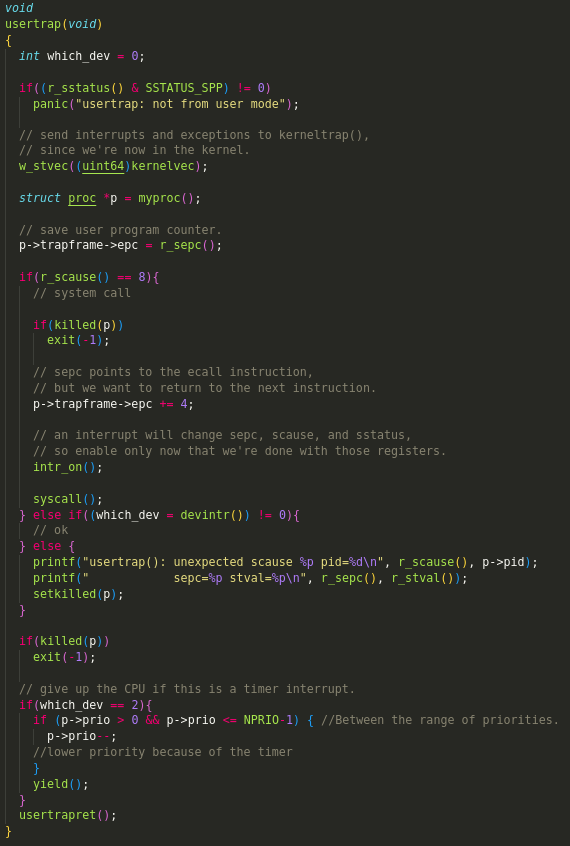 void
usertrap(void)
{
  int which_dev = 0;

  if((r_sstatus() & SSTATUS_SPP) != 0)
    panic("usertrap: not from user mode");

  // send interrupts and exceptions to kerneltrap(),
  // since we're now in the kernel.
  w_stvec((uint64)kernelvec);

  struct proc *p = myproc();

  // save user program counter.
  p->trapframe->epc = r_sepc();

  if(r_scause() == 8){
    // system call

    if(killed(p))
      exit(-1);

    // sepc points to the ecall instruction,
    // but we want to return to the next instruction.
    p->trapframe->epc += 4;

    // an interrupt will change sepc, scause, and sstatus,
    // so enable only now that we're done with those registers.
    intr_on();

    syscall();
  } else if((which_dev = devintr()) != 0){
    // ok
  } else {
    printf("usertrap(): unexpected scause %p pid=%d\n", r_scause(), p->pid);
    printf("            sepc=%p stval=%p\n", r_sepc(), r_stval());
    setkilled(p);
  }

  if(killed(p))
    exit(-1);

  // give up the CPU if this is a timer interrupt.
  if(which_dev == 2){
    if (p->prio > 0 && p->prio <= NPRIO-1) { //Between the range of priorities.
      p->prio--;
    //lower priority because of the timer
    }
    yield();
  }
  usertrapret();
}